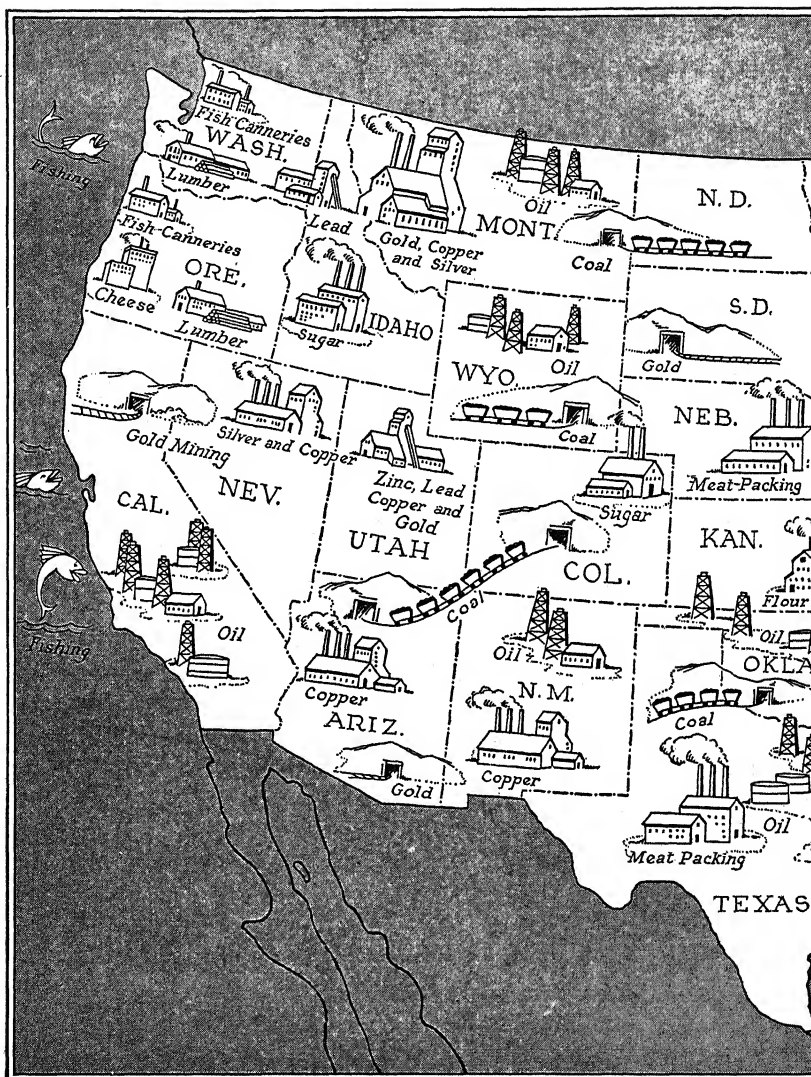 Fish Canneries
WASH.
Lumber
Lead
Fishing
Fish-Canneries
ORE.
Cheese
Lumber
Gold, Copper
and Silver
MONT.
Oil
Coal
N. D.
Sugar
IDAHO
WYO.
Oil
Coal
S.D.
Gold
Gold Mining
Silver and Copper
NEV.
Zinc, Lead
Copper and
Gold
UTAH
Sugar
COL.
Coal
NEB.
Meat-Packing
KAN.
Flour
CAL.
Oil
Fishing
Copper
ARIZ.
Gold
Oil
N.M.
Copper
Oil
OKLA
Coal
Oil
Meat Packing
TEXAS